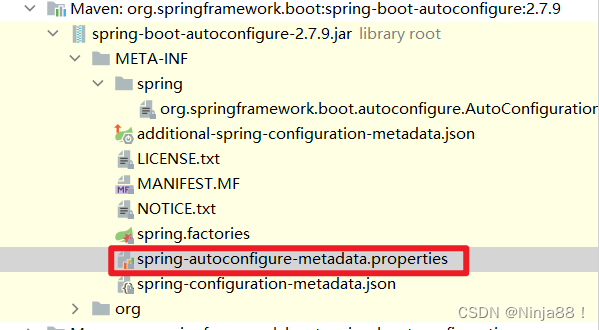 Maven: org.springframework.boot:spring-boot-autoconfigure:2.7.9
spring-boot-autoconfigure-2.7.9.jar library root
META-INF
spring
org.springframework.boot.autoconfigure.AutoConfiguration
additional-spring-configuration-metadata.json
LICENSE.txt
MF MANIFEST.MF
NOTICE.txt
spring.factories
spring-autoconfigure-metadata.properties
spring-configuration-metadata.json
org
CSDN @Ninja88！